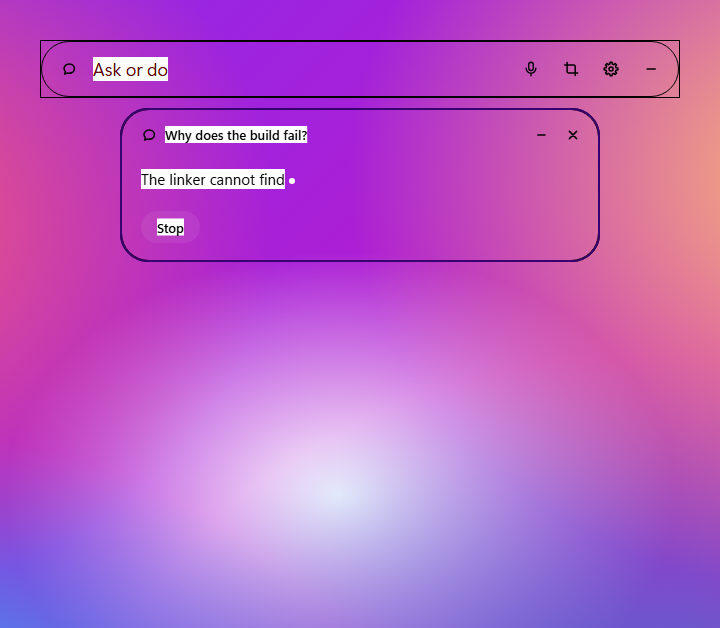 Ask or do
Why does the build fail?
The linker cannot find
Stop